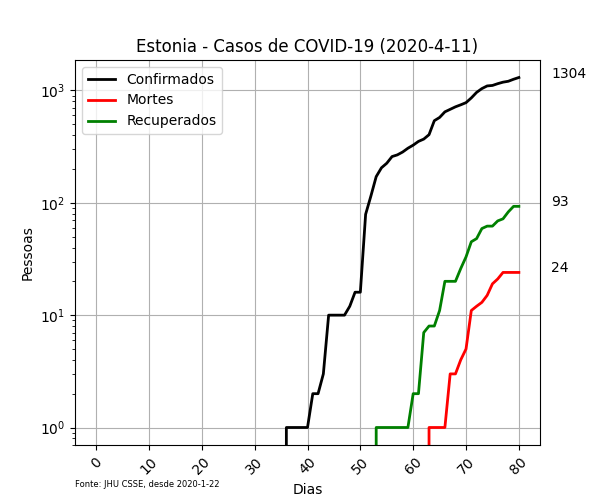 Estonia - Casos de COVID-19 (2020-4-11)
Confirmados
Mortes
Recuperados
1304
93
24
Pessoas
10³
10²
10¹
10⁰
0 10 20 30 40 50 60 70 80
Dias
Fonte: JHU CSSE, desde 2020-1-22